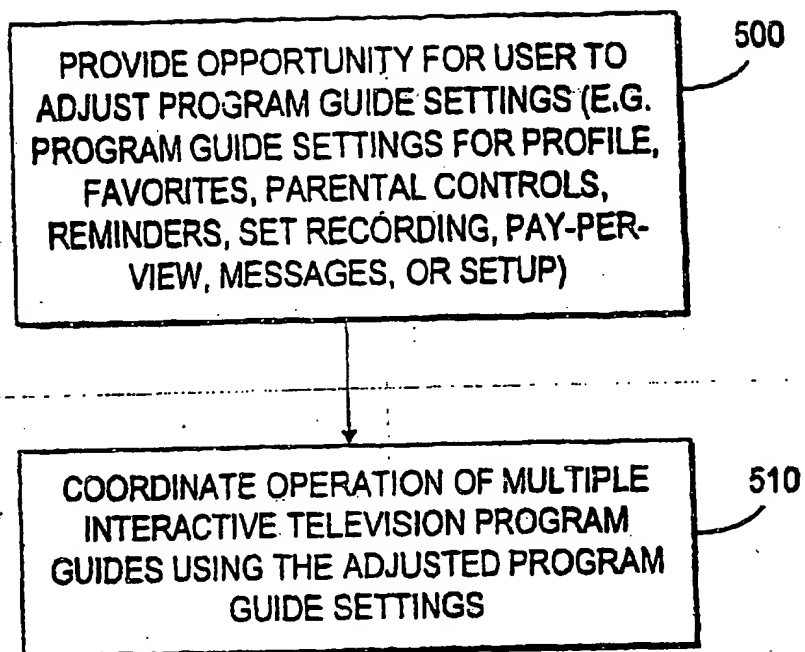 500
PROVIDE OPPORTUNITY FOR USER TO
ADJUST PROGRAM GUIDE SETTINGS (E.G.
PROGRAM GUIDE SETTINGS FOR PROFILE,
FAVORITES, PARENTAL CONTROLS,
REMINDERS, SET RECORDING, PAY-PER-
VIEW, MESSAGES, OR SETUP)
510
COORDINATE OPERATION OF MULTIPLE
INTERACTIVE TELEVISION PROGRAM
GUIDES USING THE ADJUSTED PROGRAM
GUIDE SETTINGS